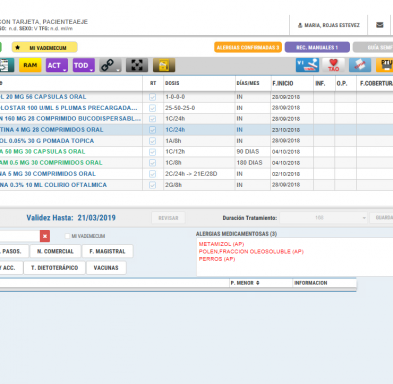 SON TARJETA, PACIENTEAEJE
n.d. SEXO: V TFS: n.d. m/m
MARIA, ROJAS ESTEVEZ
MI VADEMECUM
ALERGIAS CONFIRMADAS 3
REC. MANUALES 1
GUÍA SEMF
RAM ACT. TOD.
TAO
RT DOSIS DÍAS/MES F.INICIO INF. O.P. F.COBERTURA
L 20 MG 56 CAPSULAS ORAL 1-0-0-0 IN 28/09/2018
LOSTAR 100 U/ML 5 PLUMAS PRECARGADA... 25-50-25-0 IN 28/09/2018
N 160 MG 28 COMPRIMIDO BUCODISPERSABL... 1C/24h IN 28/09/2018
TINA 4 MG 28 COMPRIMIDOS ORAL 1C/24h IN 23/10/2018
OL 0.05% 30 G POMADA TOPICA 1A/8h IN 28/09/2018
A 50 MG 30 CAPSULAS ORAL 1C/12h 90 DIAS 04/10/2018
AM 0.5 MG 30 COMPRIMIDOS ORAL 1C/8h 180 DIAS 04/10/2018
NA 5 MG 30 COMPRIMIDOS ORAL 2C/24h -> 21E/28D IN 02/10/2018
NA 0.3% 10 ML COLIRIO OFTALMICA 2G/8h IN 28/09/2018
Validez Hasta: 21/03/2019
REVISAR
Duración Tratamiento:
GUARDA
MI VADEMECUM
ALERGIAS MEDICAMENTOSAS (3)
METAMIZOL (AP)
POLEN,FRACCION OLEOSOLUBLE (AP)
PERROS (AP)
PASOS. N. COMERCIAL F. MAGISTRAL
Y ACC. T. DIETOTERÁPICO VACUNAS
P. MENOR INFORMACION